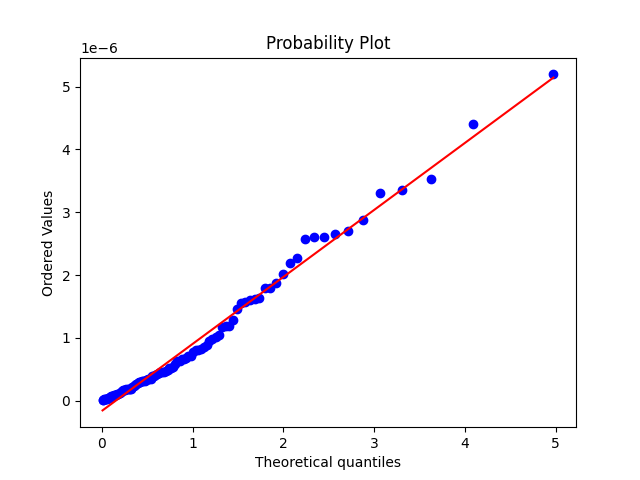 Probability Plot
1e−6
Ordered Values
5
4
3
2
1
0
0 1 2 3 4 5
Theoretical quantiles